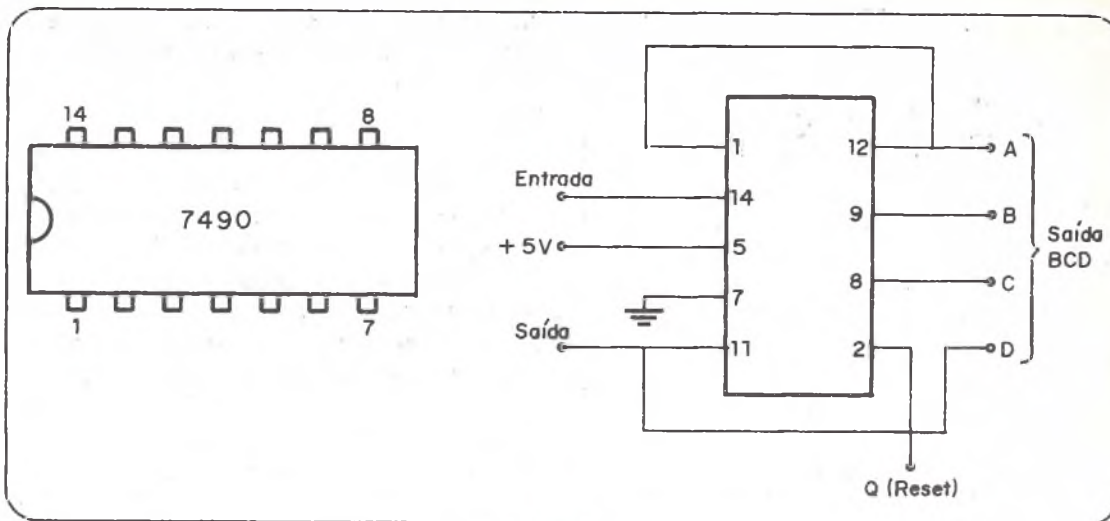 14 8
7490
1 7
Entrada
+ 5V
Saída
1
14
5
7
11
12
9
8
2
A
B
C
D
Saída
BCD
Q (Reset)